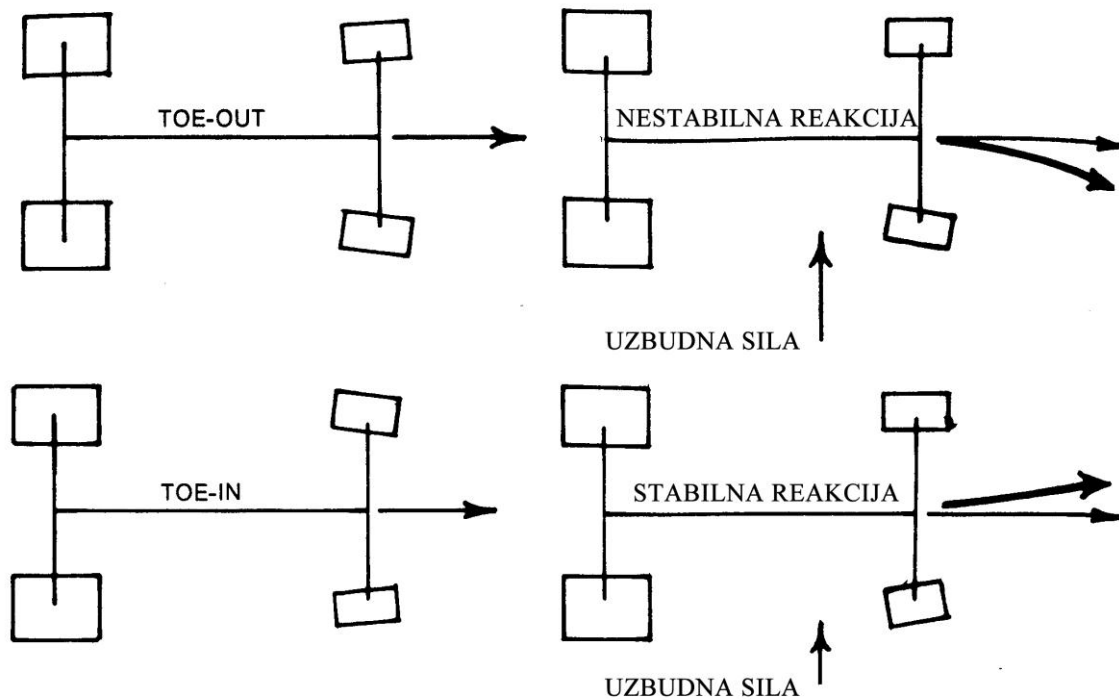 TOE-OUT
NESTABILNA REAKCIJA
UZBUDNA SILA
TOE-IN
STABILNA REAKCIJA
UZBUDNA SILA